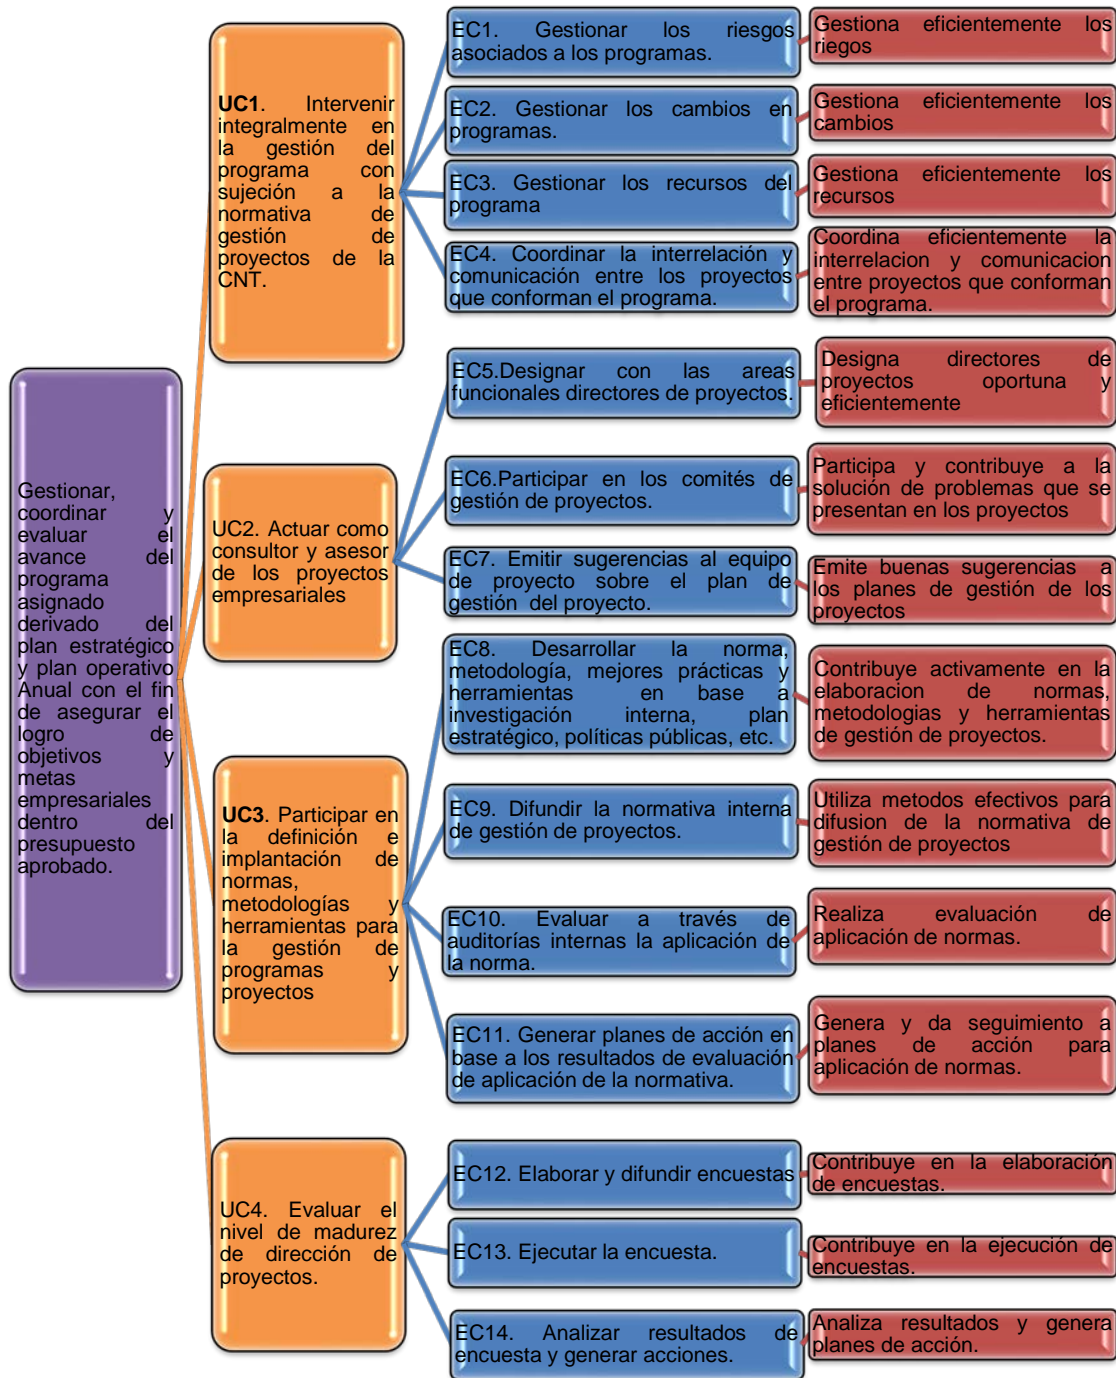 Gestionar,
coordinar y
evaluar el
avance del
programa
asignado
derivado del
plan estratégico
y plan operativo
Anual con el fin
de asegurar el
logro de
objetivos y
metas
empresariales
dentro del
presupuesto
aprobado.
UC1. Intervenir
integralmente en
la gestión del
programa con
sujeción a la
normativa de
gestión de
proyectos de la
CNT.
EC1. Gestionar los riesgos
asociados a los programas.
Gestiona eficientemente los
riegos
EC2. Gestionar los cambios en
programas.
Gestiona eficientemente los
cambios
EC3. Gestionar los recursos del
programa
Gestiona eficientemente los
recursos
EC4. Coordinar la interrelación y
comunicación entre los proyectos
que conforman el programa.
Coordina eficientemente la
interrelacion y comunicacion
entre proyectos que conforman
el programa.
UC2. Actuar como
consultor y asesor
de los proyectos
empresariales
EC5.Designar con las areas
funcionales directores de proyectos.
Designa directores de
proyectos oportuna y
eficientemente
EC6.Participar en los comités de
gestión de proyectos.
Participa y contribuye a la
solución de problemas que se
presentan en los proyectos
EC7. Emitir sugerencias al equipo
de proyecto sobre el plan de
gestión del proyecto.
Emite buenas sugerencias a
los planes de gestión de los
proyectos
UC3. Participar en
la definición e
implantación de
normas,
metodologías y
herramientas para
la gestión de
programas y
proyectos
EC8. Desarrollar la norma,
metodología, mejores prácticas y
herramientas en base a
investigación interna, plan
estratégico, políticas públicas, etc.
Contribuye activamente en la
elaboracion de normas,
metodologias y herramientas
de gestión de proyectos.
EC9. Difundir la normativa interna
de gestión de proyectos.
Utiliza metodos efectivos para
difusion de la normativa de
gestión de proyectos
EC10. Evaluar a través de
auditorías internas la aplicación de
la norma.
Realiza evaluación de
aplicación de normas.
EC11. Generar planes de acción en
base a los resultados de evaluación
de aplicación de la normativa.
Genera y da seguimiento a
planes de acción para
aplicación de normas.
UC4. Evaluar el
nivel de madurez
de dirección de
proyectos.
EC12. Elaborar y difundir encuestas
Contribuye en la elaboración
de encuestas.
EC13. Ejecutar la encuesta.
Contribuye en la ejecución de
encuestas.
EC14. Analizar resultados de
encuesta y generar acciones.
Analiza resultados y genera
planes de acción.